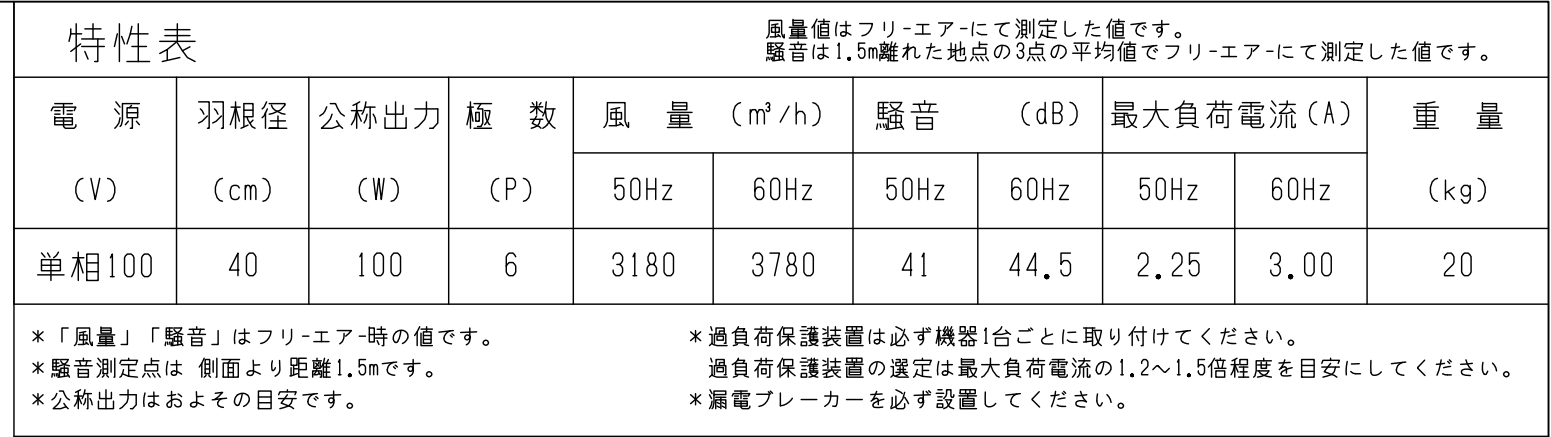 特性表
風量値はフリ-エア-にて測定した値です。
騒音は1.5m離れた地点の3点の平均値でフリ-エア-にて測定した値です。
電 源 羽根径 公称出力 極 数 風 量 (m³/h) 騒音 (dB) 最大負荷電流(A) 重 量
(V) (cm) (W) (P) 50Hz 60Hz 50Hz 60Hz 50Hz 60Hz (kg)
単相100 40 100 6 3180 3780 41 44.5 2.25 3.00 20
*「風量」「騒音」はフリ-エア-時の値です。
*騒音測定点は 側面より距離1.5mです。
*公称出力はおよその目安です。
*過負荷保護装置は必ず機器1台ごとに取り付けてください。
過負荷保護装置の選定は最大負荷電流の1.2～1.5倍程度を目安にしてください。
*漏電ブレーカーを必ず設置してください。